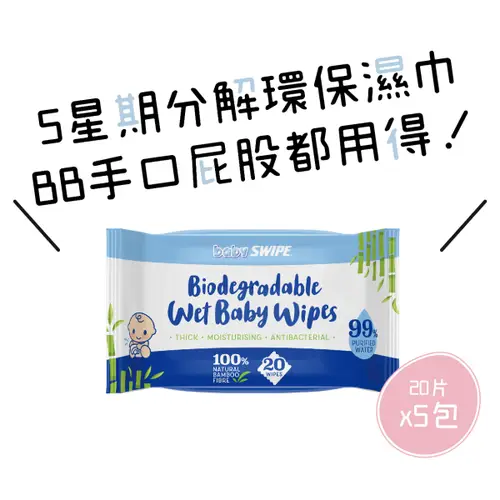 5星期分解環保濕巾
BB手口屁股都用得！
baby SWIPE
Biodegradable
Wet Baby Wipes
• THICK • MOISTURISING • ANTIBACTERIAL •
100%
NATURAL
BAMBOO
FIBRE
20
WIPES
99%
PURIFIED
WATER
20片
x5包